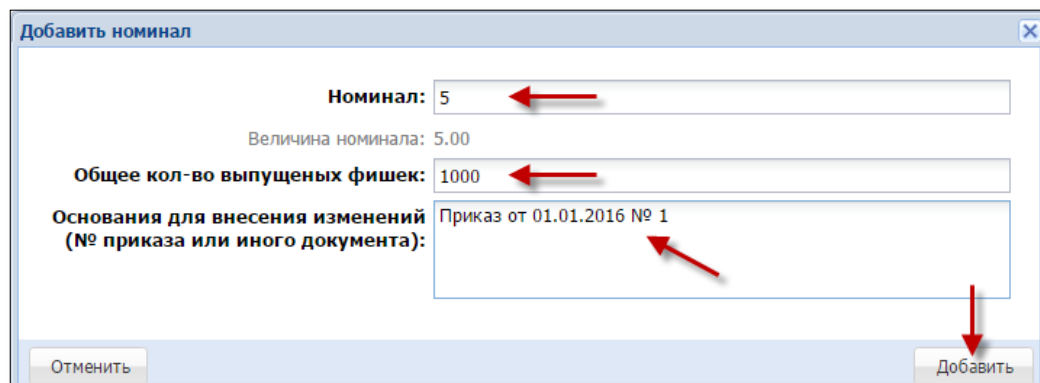 Добавить номинал
Номинал: 5
Величина номинала: 5.00
Общее кол-во выпущеных фишек: 1000
Основания для внесения изменений
(№ приказа или иного документа):
Приказ от 01.01.2016 № 1
Отменить
Добавить